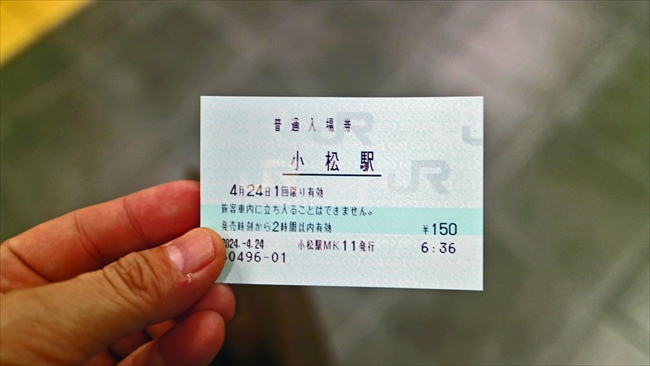 普通入場券
小松駅
4月24日1回限り有効
旅客車内に立ち入ることはできません。
発売時刻から2時間以内有効 ¥150
2024.-4.24 小松駅MK11発行 6:36
0496-01
JR
JR